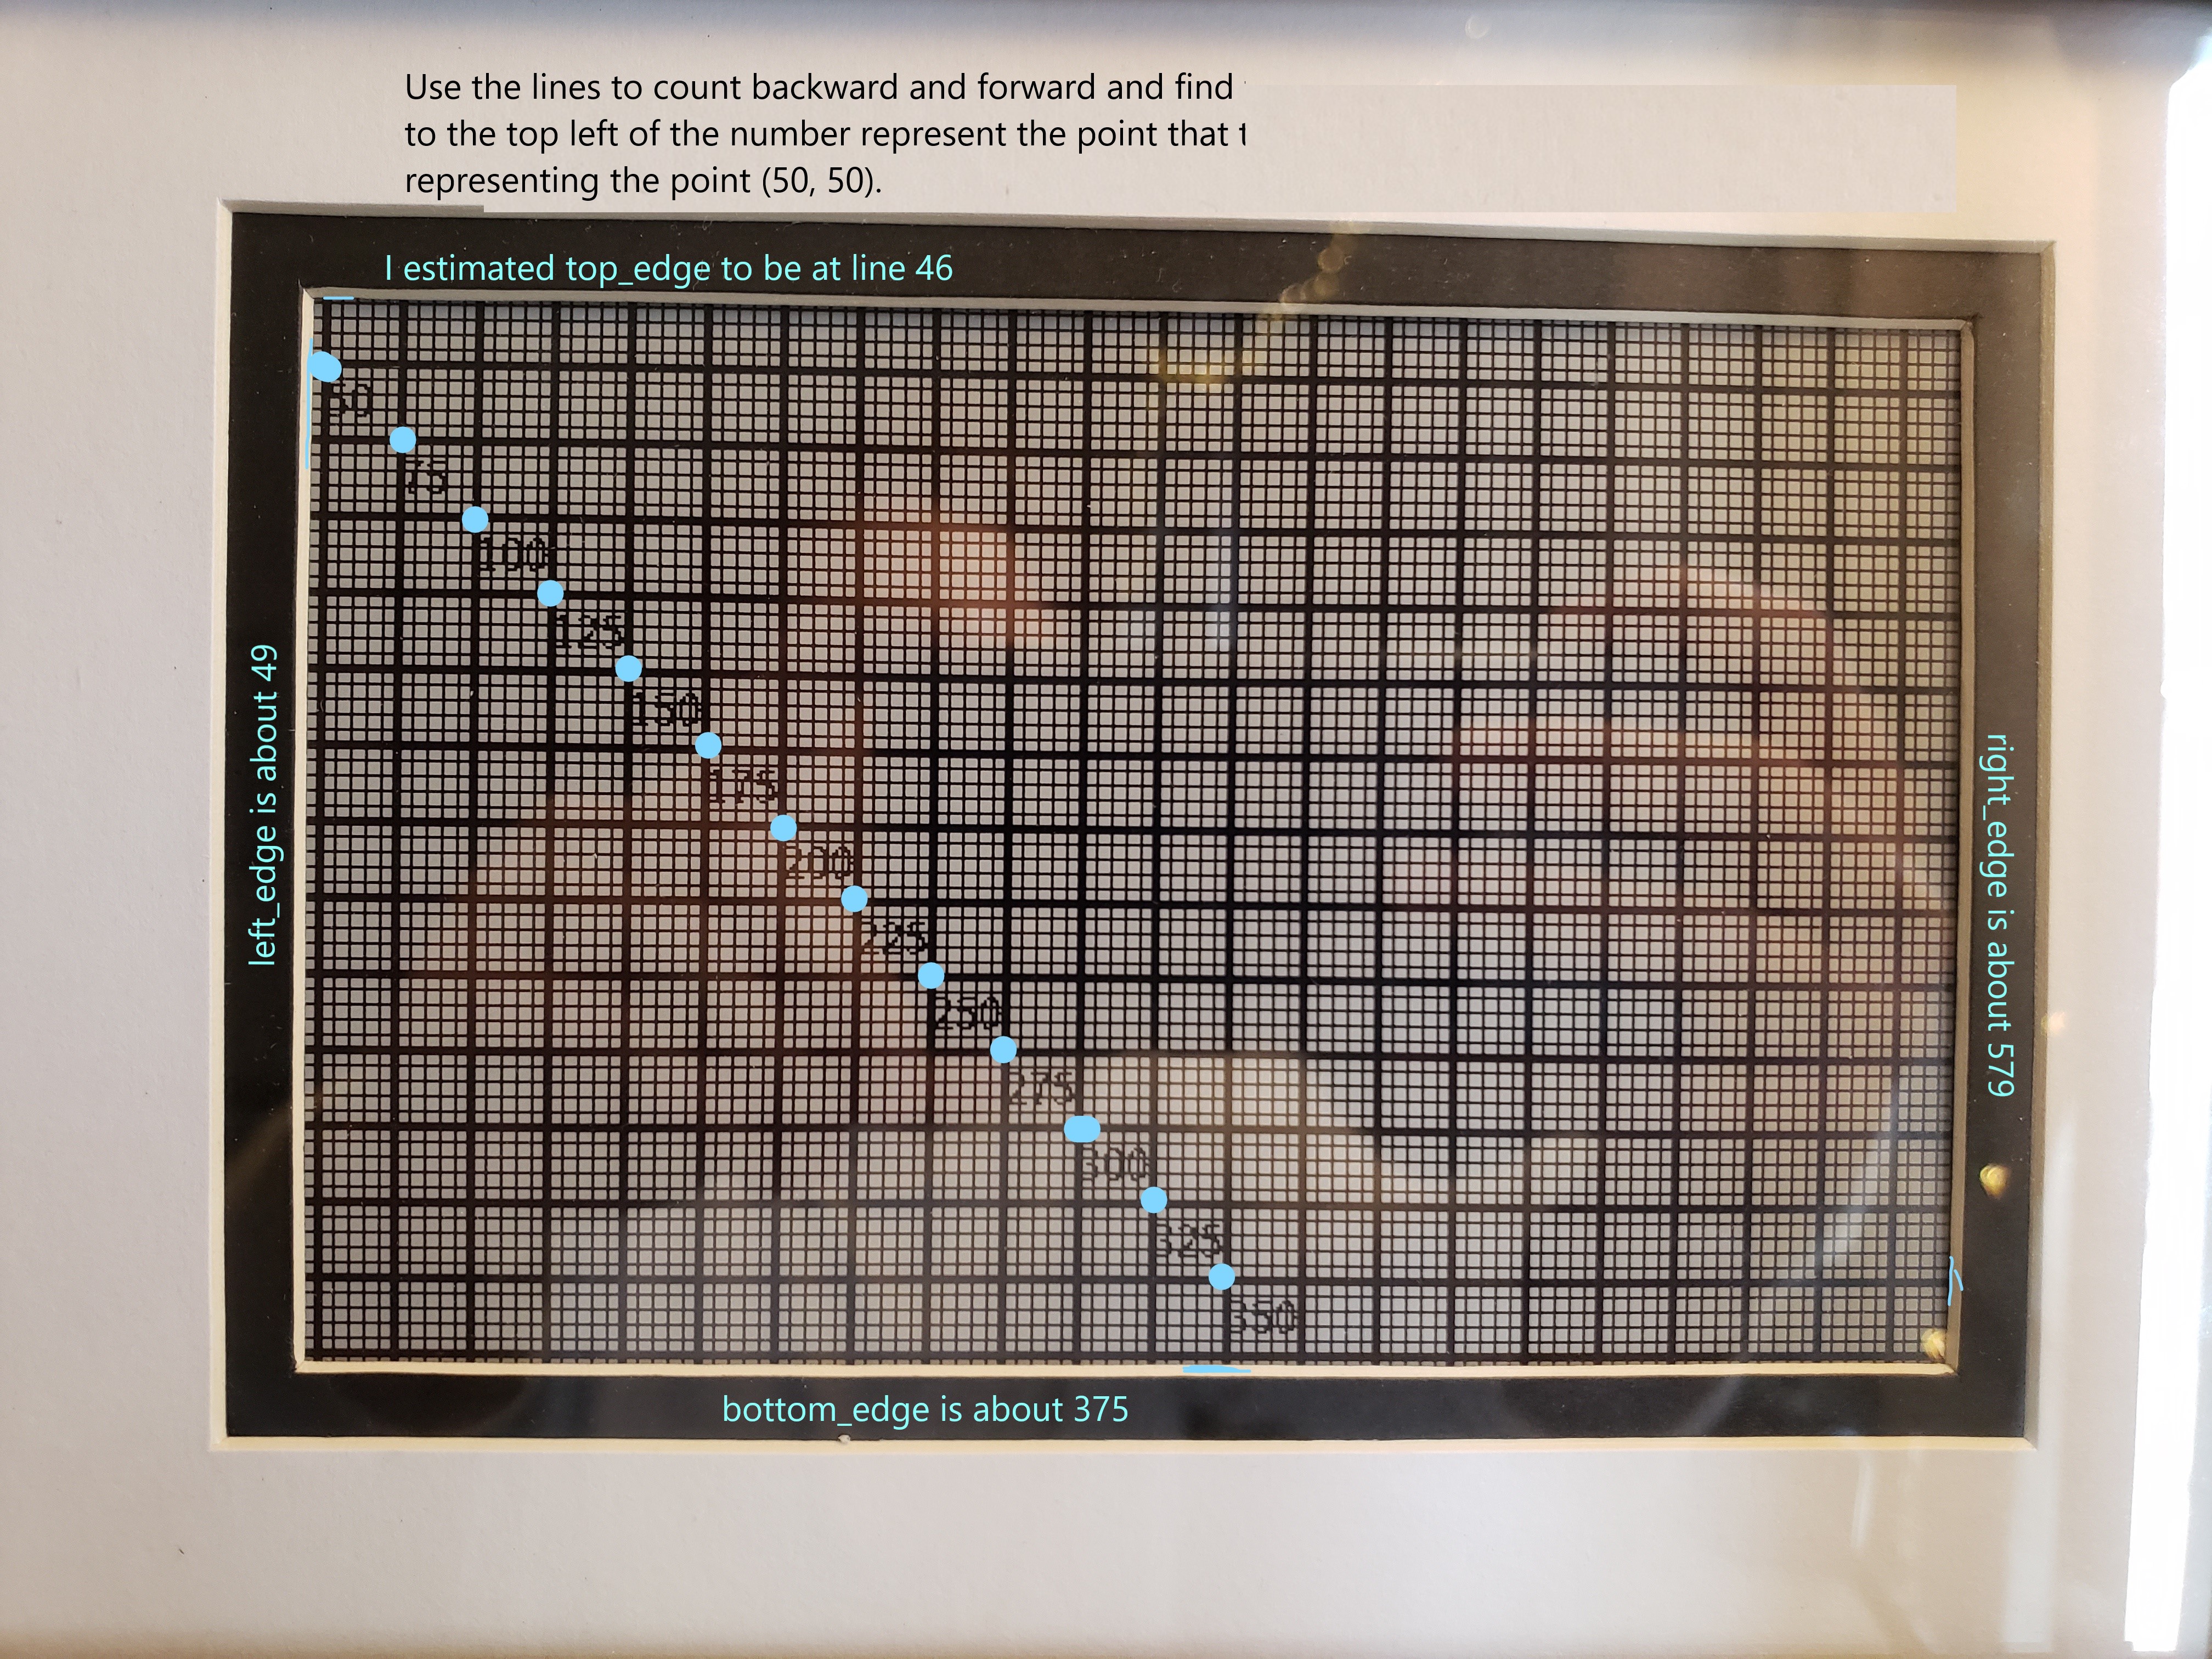 Use the lines to count backward and forward and find
to the top left of the number represent the point that
representing the point (50, 50).
I estimated top_edge to be at line 46
50
75
100
125
150
175
200
225
250
275
300
325
350
left_edge is about 49
right_edge is about 579
bottom_edge is about 375